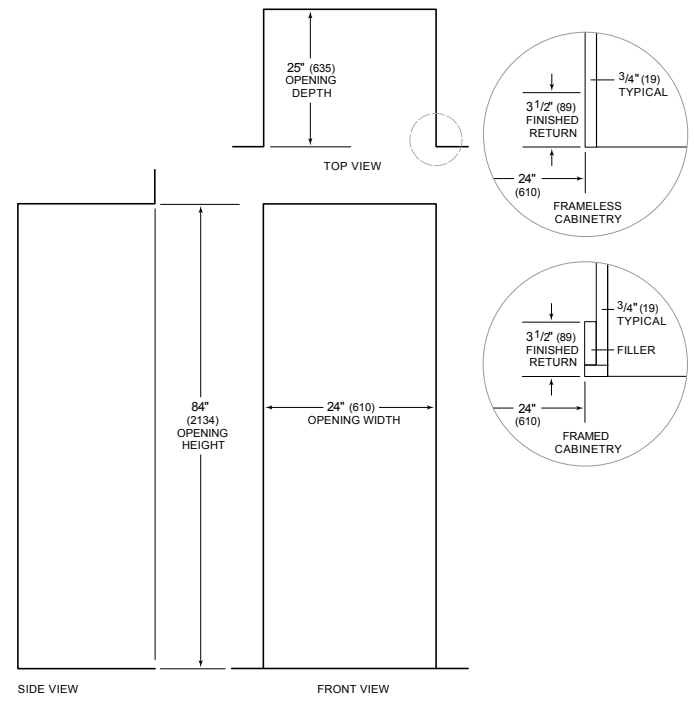 25" (635)
OPENING
DEPTH
TOP VIEW
3/4" (19)
TYPICAL
3 1/2" (89)
FINISHED
RETURN
24"
(610)
FRAMELESS
CABINETRY
3/4" (19)
TYPICAL
3 1/2" (89)
FINISHED
RETURN
FILLER
24"
(610)
FRAMED
CABINETRY
84"
(2134)
OPENING
HEIGHT
24" (610)
OPENING WIDTH
SIDE VIEW
FRONT VIEW